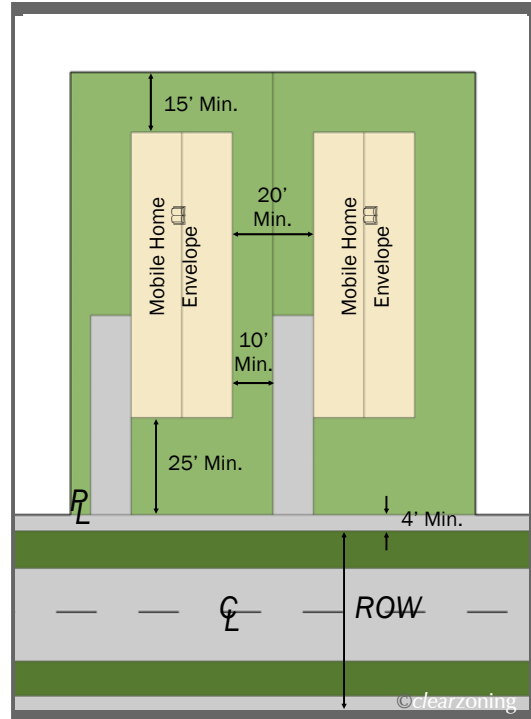 15’ Min.
20’
Min.
Mobile Home
Envelope
Mobile Home
Envelope
10’
Min.
25’ Min.
PL
4’ Min.
CL
ROW
©clearzoning